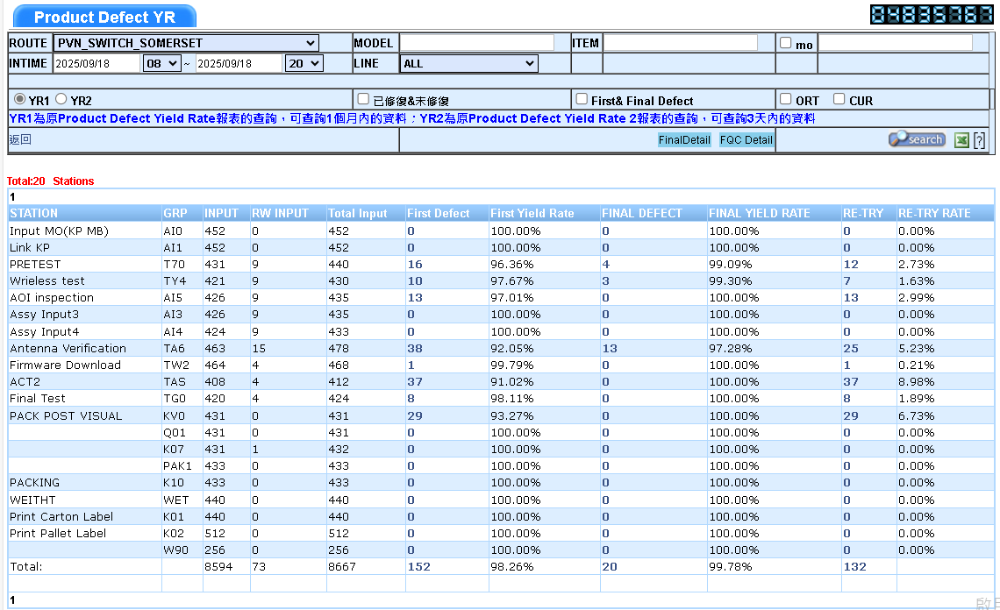 Product Defect YR
ROUTE PVN_SWITCH_SOMERSET MODEL ITEM mo
INTIME 2025/09/18 08 ~ 2025/09/18 20 LINE ALL
YR1 YR2 已修復&未修復 First& Final Defect ORT CUR
YR1為原Product Defect Yield Rate報表的查詢，可查詢1個月內的資料；YR2為原Product Defect Yield Rate 2報表的查詢，可查詢3天內的資料
返回 FinalDetail FQC Detail search [?]
Total:20 Stations
1
STATION GRP INPUT RW INPUT Total Input First Defect First Yield Rate FINAL DEFECT FINAL YIELD RATE RE-TRY RE-TRY RATE
Input MO(KP MB) AI0 452 0 452 0 100.00% 0 100.00% 0 0.00%
Link KP AI1 452 0 452 0 100.00% 0 100.00% 0 0.00%
PRETEST T70 431 9 440 16 96.36% 4 99.09% 12 2.73%
Wrieless test TY4 421 9 430 10 97.67% 3 99.30% 7 1.63%
AOI inspection AI5 426 9 435 13 97.01% 0 100.00% 13 2.99%
Assy Input3 AI3 426 9 435 0 100.00% 0 100.00% 0 0.00%
Assy Input4 AI4 424 9 433 0 100.00% 0 100.00% 0 0.00%
Antenna Verification TA6 463 15 478 38 92.05% 13 97.28% 25 5.23%
Firmware Download TW2 464 4 468 1 99.79% 0 100.00% 1 0.21%
ACT2 TAS 408 4 412 37 91.02% 0 100.00% 37 8.98%
Final Test TG0 420 4 424 8 98.11% 0 100.00% 8 1.89%
PACK POST VISUAL KV0 431 0 431 29 93.27% 0 100.00% 29 6.73%
Q01 431 0 431 0 100.00% 0 100.00% 0 0.00%
K07 431 1 432 0 100.00% 0 100.00% 0 0.00%
PAK1 433 0 433 0 100.00% 0 100.00% 0 0.00%
PACKING K10 433 0 433 0 100.00% 0 100.00% 0 0.00%
WEITHT WET 440 0 440 0 100.00% 0 100.00% 0 0.00%
Print Carton Label K01 440 0 440 0 100.00% 0 100.00% 0 0.00%
Print Pallet Label K02 512 0 512 0 100.00% 0 100.00% 0 0.00%
W90 256 0 256 0 100.00% 0 100.00% 0 0.00%
Total: 8594 73 8667 152 98.26% 20 99.78% 132
1